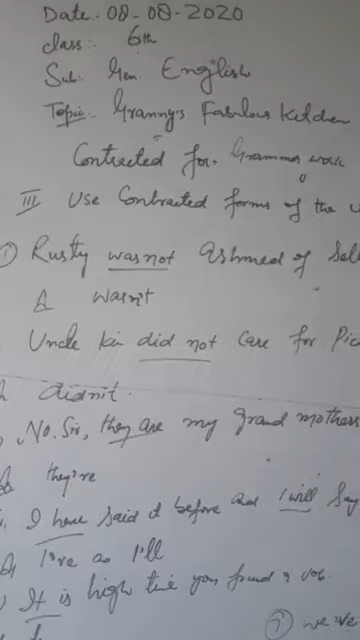 Date. 08-08-2020
Class:. 6th
Sub: Gen. English
Topic: Granny's Fabulous Kitchen
Contracted for. Grammar work
III Use Contracted forms of the
① Rusty was not Ashmed of
A wasn't
Uncle Ken did not care for
didn't.
No. Sir, they are my grand mothers
they're
I have said it before and I will Say
I've as I'll
It is high time you found a
⑦ we've